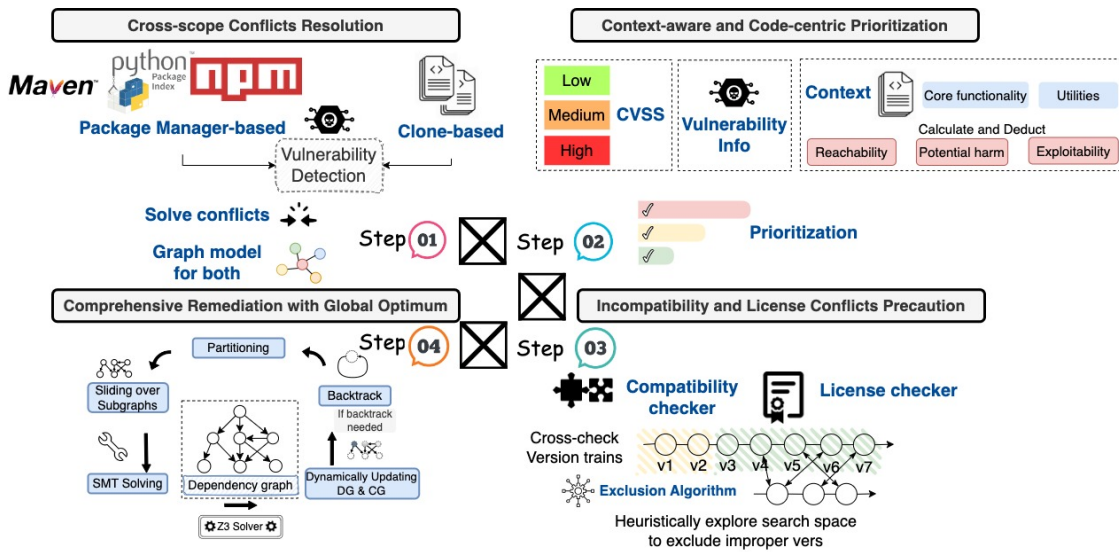 Cross-scope Conflicts Resolution
Maven™
python™
Package
Index
npm
Package Manager-based
Clone-based
Vulnerability
Detection
Solve conflicts
Graph model
for both
Step 01
Context-aware and Code-centric Prioritization
Low
Medium
High
CVSS
Vulnerability
Info
Context
Core functionality
Utilities
Calculate and Deduct
Reachability
Potential harm
Exploitability
Step 02
Prioritization
Comprehensive Remediation with Global Optimum
Step 04
Partitioning
Sliding over
Subgraphs
Backtrack
If backtrack
needed
SMT Solving
Dependency graph
Dynamically Updating
DG & CG
Z3 Solver
Incompatibility and License Conflicts Precaution
Step 03
Compatibility
checker
License checker
Cross-check
Version trains
v1 v2 v3 v4 v5 v6 v7
Exclusion Algorithm
Heuristically explore search space
to exclude improper vers